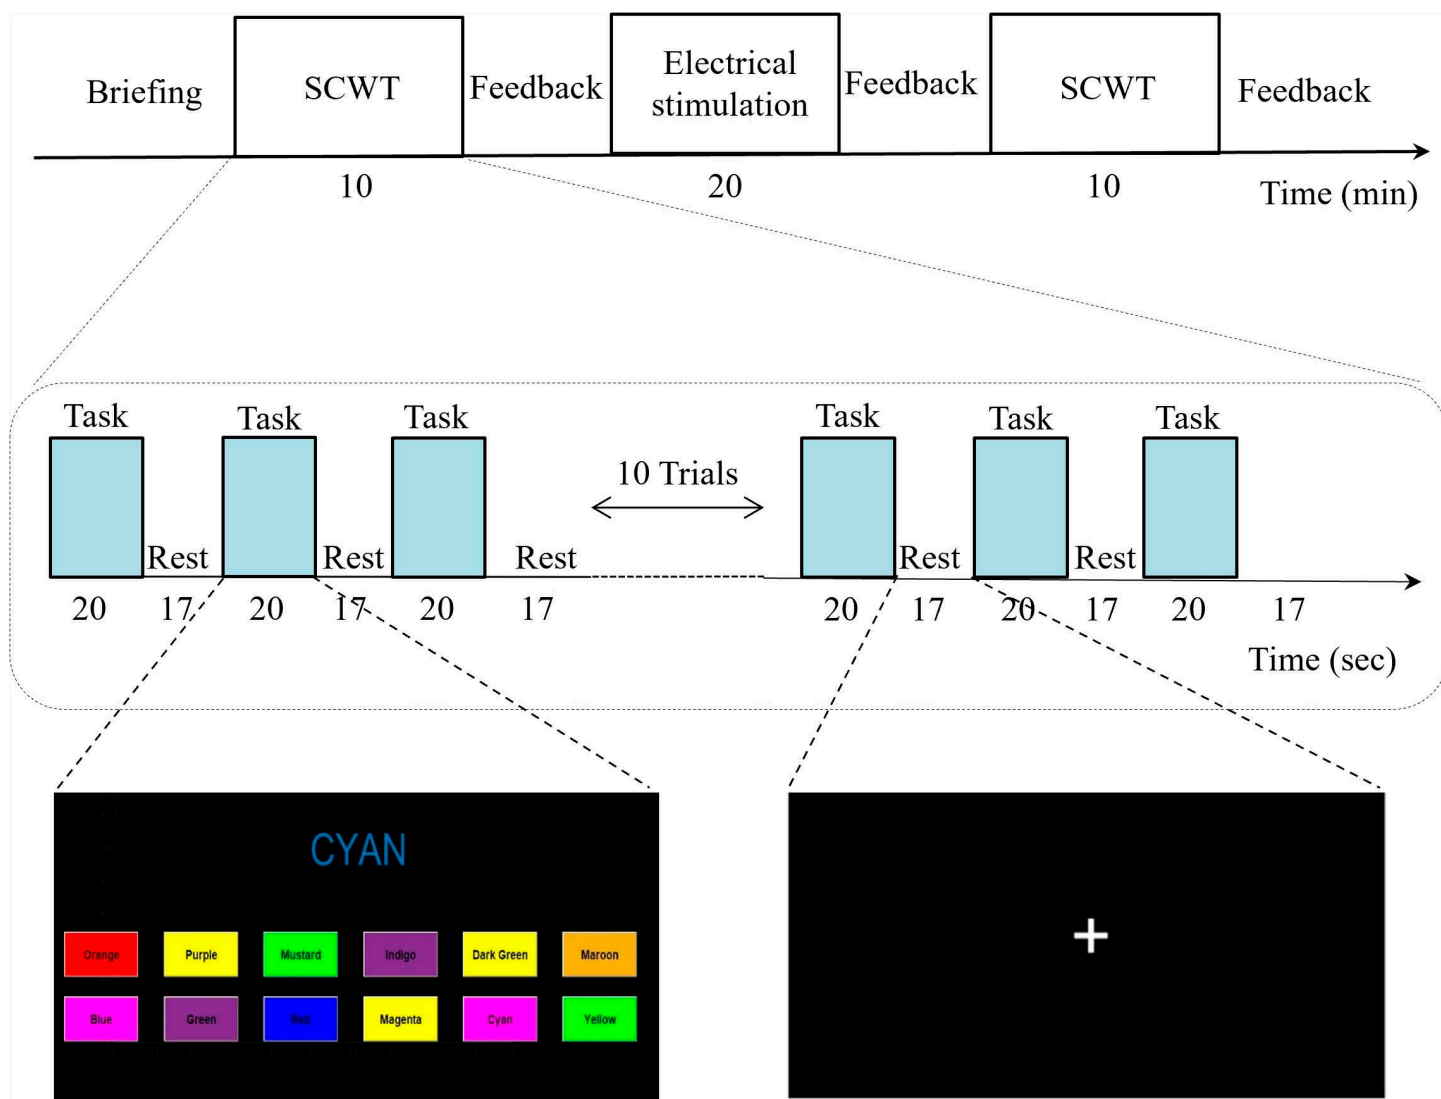 Briefing
SCWT
Feedback
Electrical
stimulation
Feedback
SCWT
Feedback
10
20
10
Time (min)
Task
Task
Task
Task
Task
Task
10 Trials
Rest
Rest
Rest
Rest
Rest
20
17
20
17
20
17
20
17
20
17
20
17
Time (sec)
CYAN
Orange
Purple
Mustard
Indigo
Dark Green
Maroon
Blue
Green
Red
Magenta
Cyan
Yellow